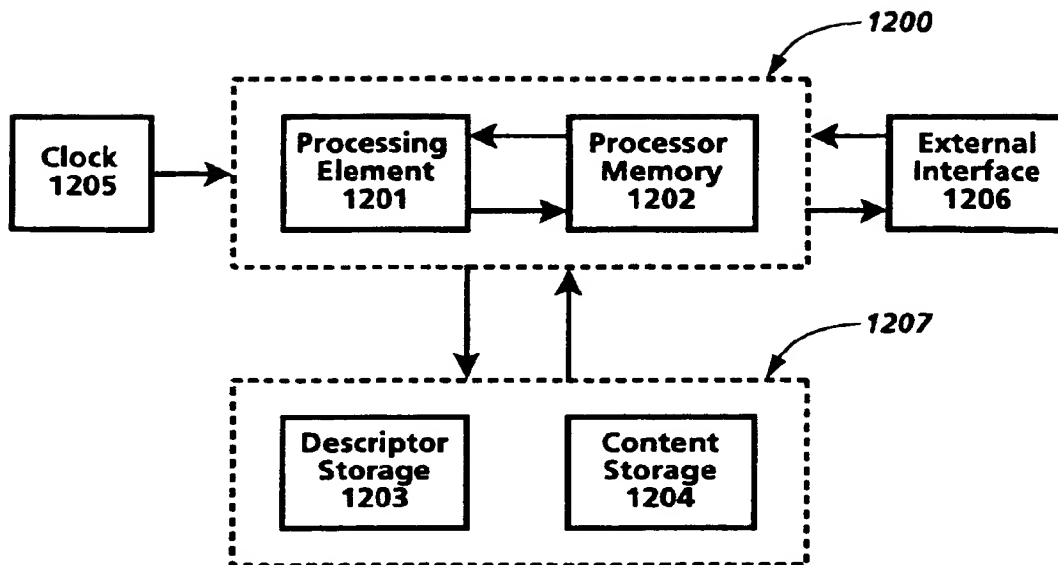 1200
Clock
1205
Processing
Element
1201
Processor
Memory
1202
External
Interface
1206
1207
Descriptor
Storage
1203
Content
Storage
1204